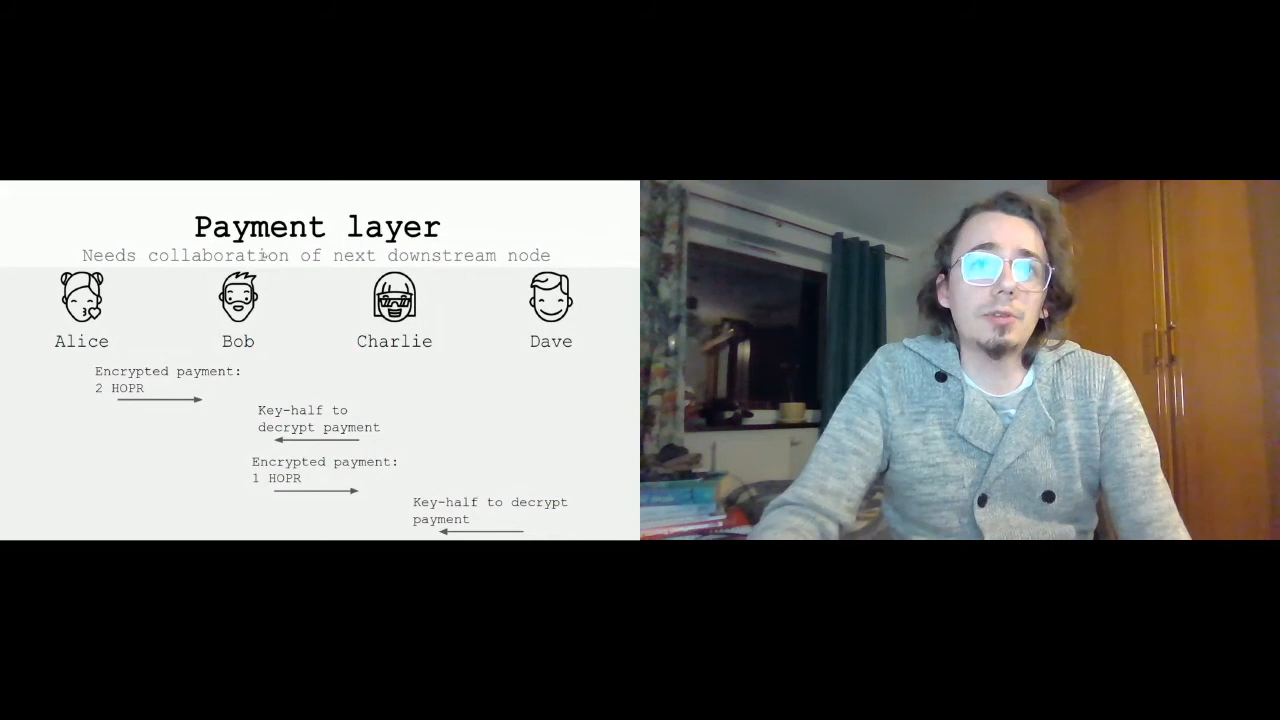 Payment layer
Needs collaboration of next downstream node
Alice
Bob
Charlie
Dave
Encrypted payment:
2 HOPR
Key-half to
decrypt payment
Encrypted payment:
1 HOPR
Key-half to decrypt
payment